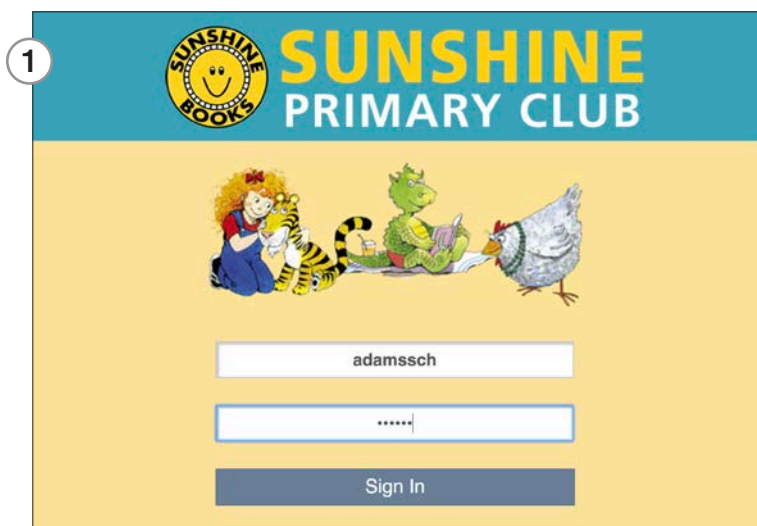 1
SUNSHINE
BOOKS
SUNSHINE
PRIMARY CLUB
adamssch
••••••
Sign In